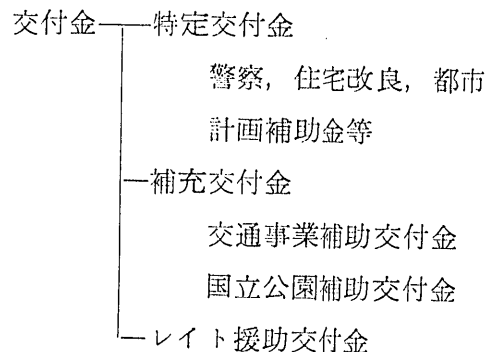 交付金――特定交付金
警察，住宅改良，都市
計画補助金等
―補充交付金
交通事業補助交付金
国立公園補助交付金
―レイト援助交付金